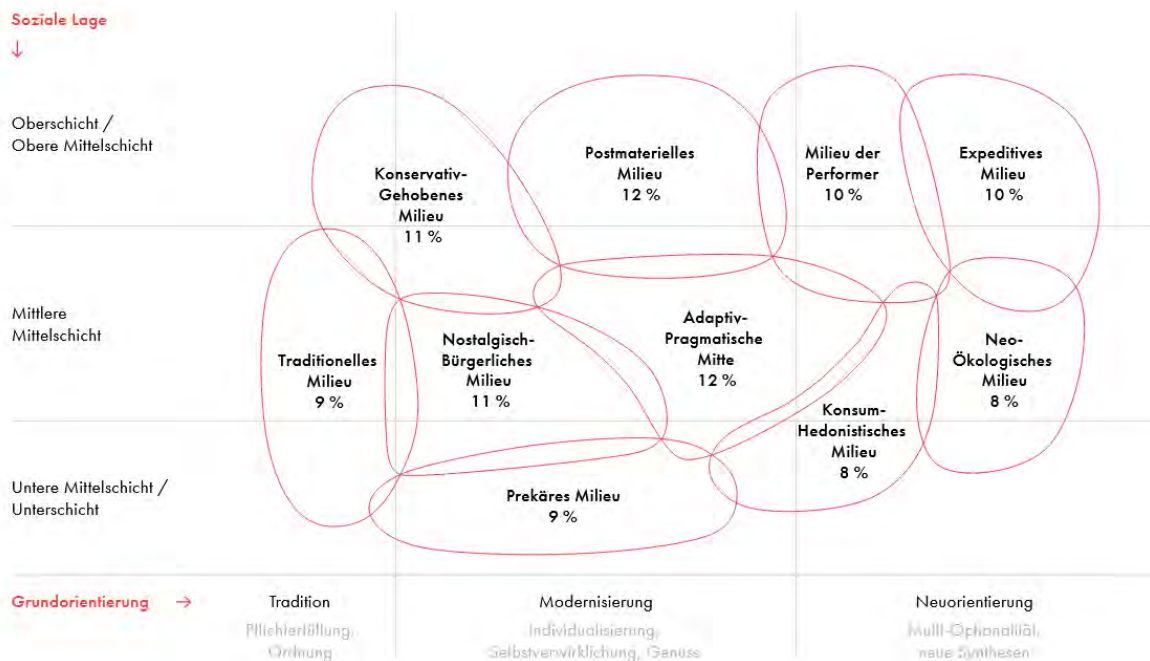 Soziale Lage
↓
Oberschicht /
Obere Mittelschicht
Konservativ-
Gehobenes
Milieu
11 %
Postmaterielles
Milieu
12 %
Milieu der
Performer
10 %
Expeditives
Milieu
10 %
Mittlere
Mittelschicht
Traditionelles
Milieu
9 %
Nostalgisch-
Bürgerliches
Milieu
11 %
Adaptiv-
Pragmatische
Mitte
12 %
Konsum-
Hedonistisches
Milieu
8 %
Neo-
Ökologisches
Milieu
8 %
Untere Mittelschicht /
Unterschicht
Prekäres Milieu
9 %
Grundorientierung →
Tradition
Pflichterfüllung,
Ordnung
Modernisierung
Individualisierung,
Selbstverwirklichung, Genuss
Neuorientierung
Multi-Optionalität,
neue Synthesen